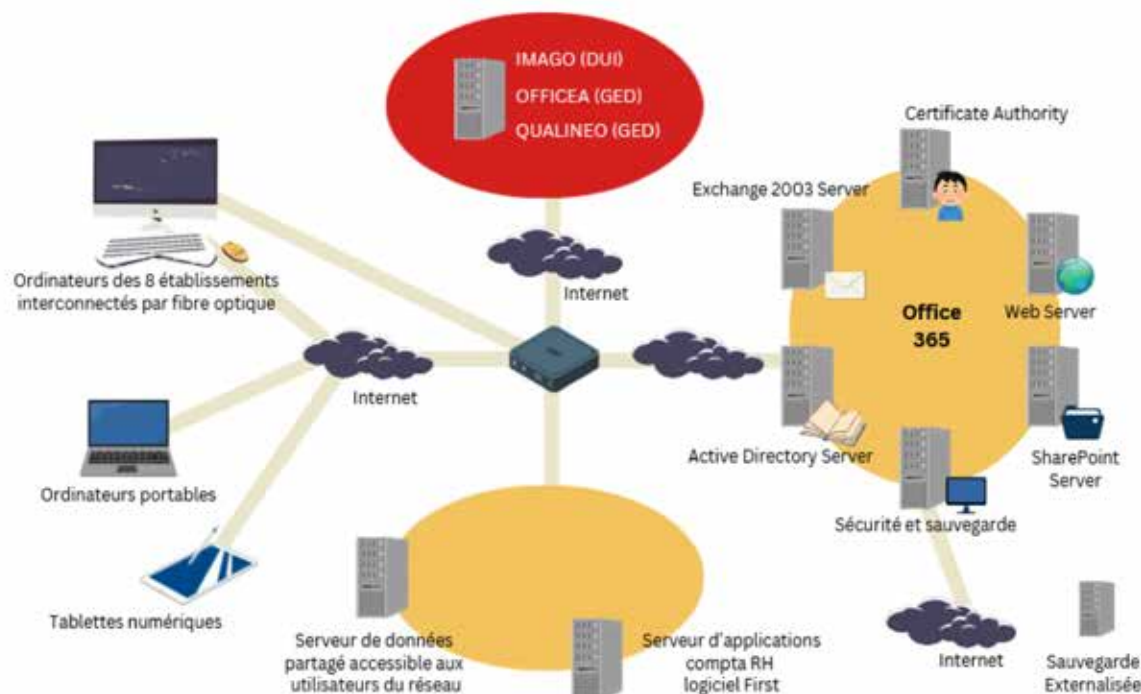 IMAGO (DUI)
OFFICEA (GED)
QUALINEO (GED)
Certificate Authority
Exchange 2003 Server
Ordinateurs des 8 établissements
interconnectés par fibre optique
Internet
Web Server
Office
365
Internet
Active Directory Server
SharePoint
Server
Ordinateurs portables
Sécurité et sauvegarde
Tablettes numériques
Serveur de données
partagé accessible aux
utilisateurs du réseau
Serveur d'applications
compta RH
logiciel First
Internet
Sauvegarde
Externalisée